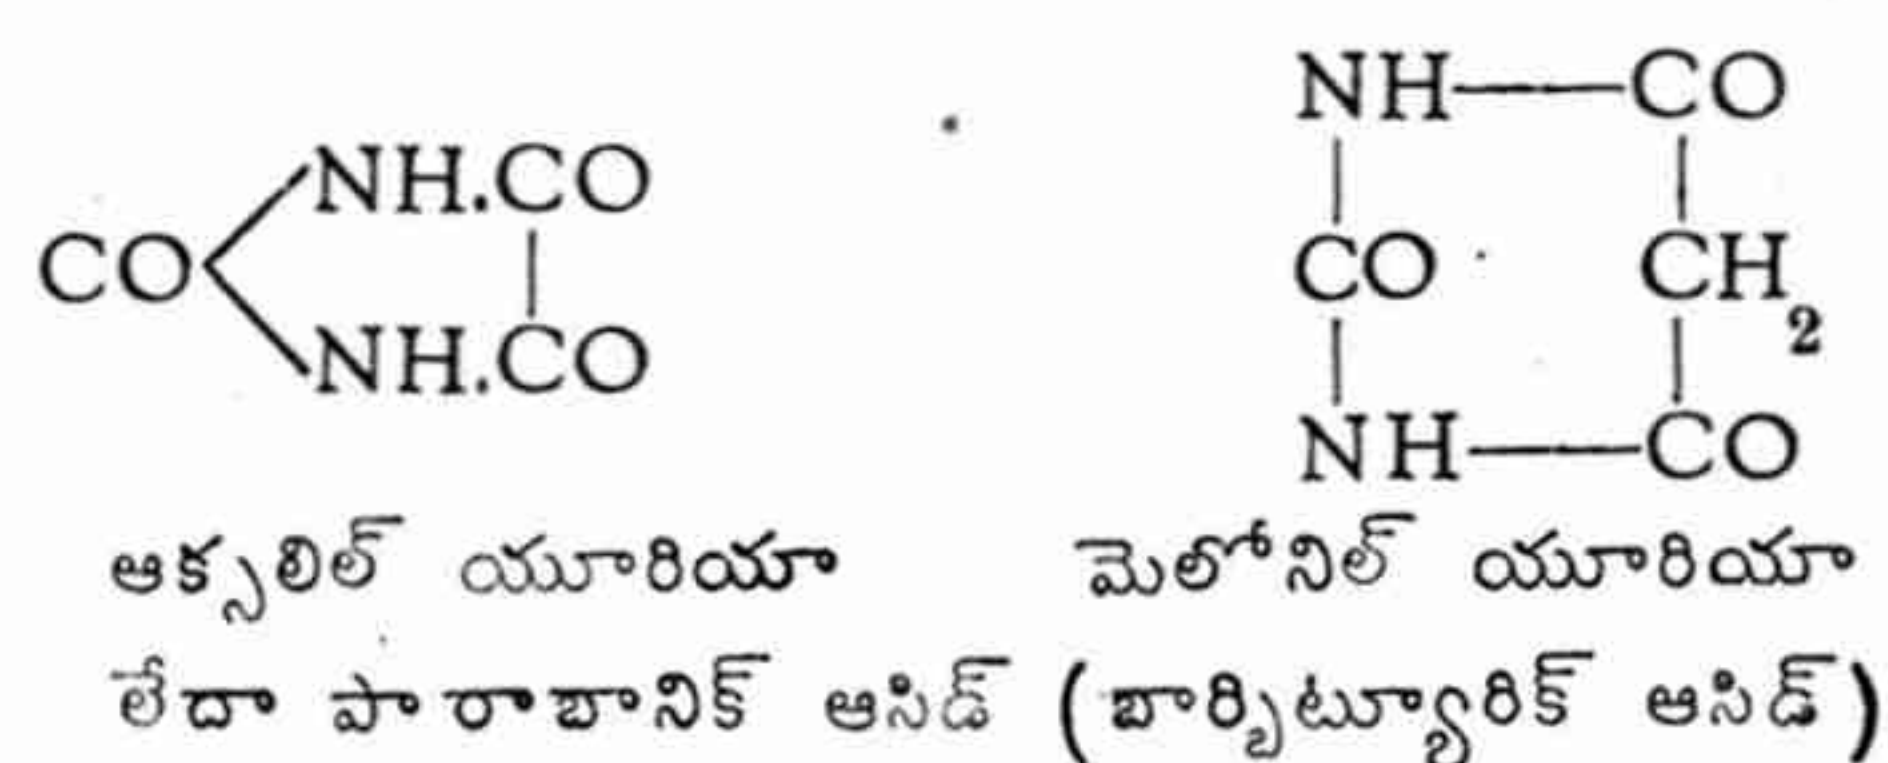 NH——CO
NH.CO
CO CO CH₂
NH.CO
NH——CO
ఆక్సలిల్ యూరియా మెలోనిల్ యూరియా
లేదా పారాబానిక్ ఆసిడ్ (బార్బిట్యూరిక్ ఆసిడ్)